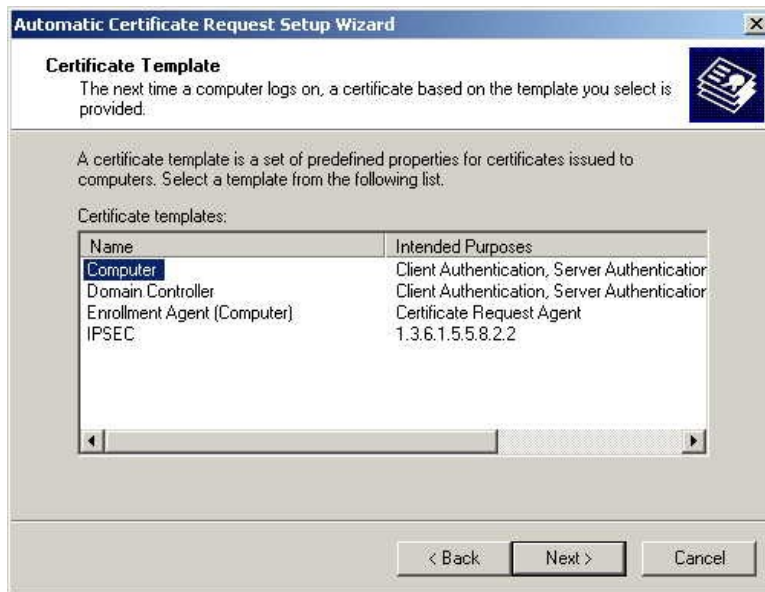 Automatic Certificate Request Setup Wizard
Certificate Template
The next time a computer logs on, a certificate based on the template you select is
provided.
A certificate template is a set of predefined properties for certificates issued to
computers. Select a template from the following list.
Certificate templates:
Name Intended Purposes
Computer Client Authentication, Server Authentication
Domain Controller Client Authentication, Server Authentication
Enrollment Agent (Computer) Certificate Request Agent
IPSEC 1.3.6.1.5.5.8.2.2
< Back Next > Cancel